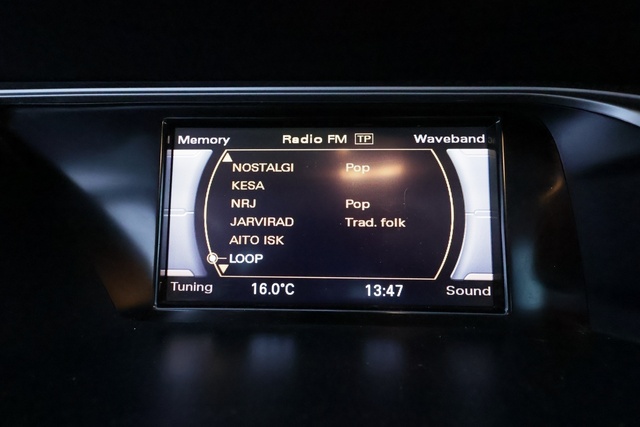 Memory Radio FM TP Waveband
NOSTALGI Pop
KESA
NRJ Pop
JARVIRAD Trad. folk
AITO ISK
LOOP
Tuning 16.0°C 13:47 Sound